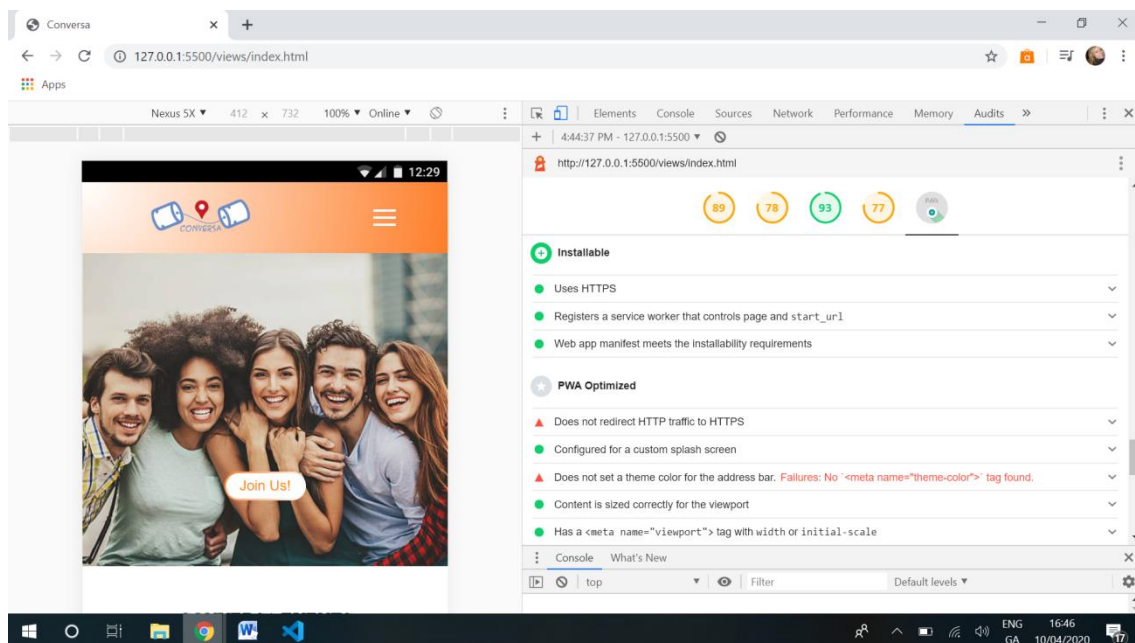 Conversa
127.0.0.1:5500/views/index.html
Apps
Nexus 5X ▼ 412 x 732 100% ▼ Online ▼
Elements Console Sources Network Performance Memory Audits »
4:44:37 PM - 127.0.0.1:5500 ▼
http://127.0.0.1:5500/views/index.html
12:29
CONVERSA
Join Us!
89 78 93 77 PWA
Installable
Uses HTTPS
Registers a service worker that controls page and start_url
Web app manifest meets the installability requirements
PWA Optimized
Does not redirect HTTP traffic to HTTPS
Configured for a custom splash screen
Does not set a theme color for the address bar. Failures: No `<meta name="theme-color">` tag found.
Content is sized correctly for the viewport
Has a <meta name="viewport"> tag with width or initial-scale
Console What's New
top ▼ Filter Default levels ▼
ENG 16:46
GA 10/04/2020
17